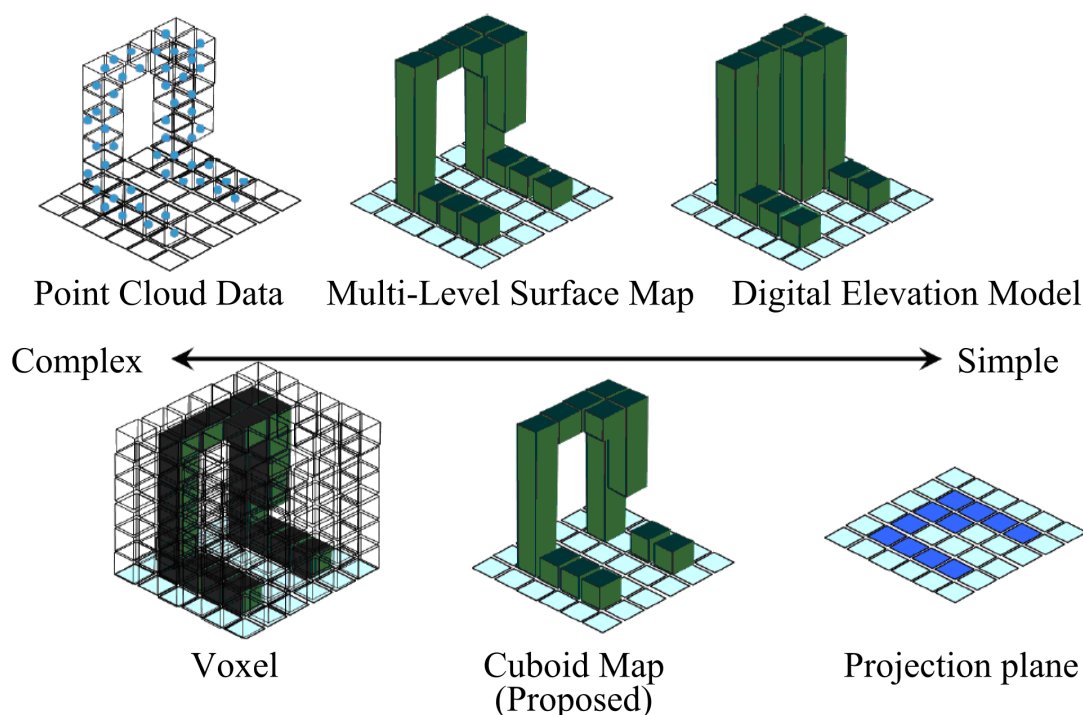 Point Cloud Data
Multi-Level Surface Map
Digital Elevation Model
Complex
Simple
Voxel
Cuboid Map
(Proposed)
Projection plane